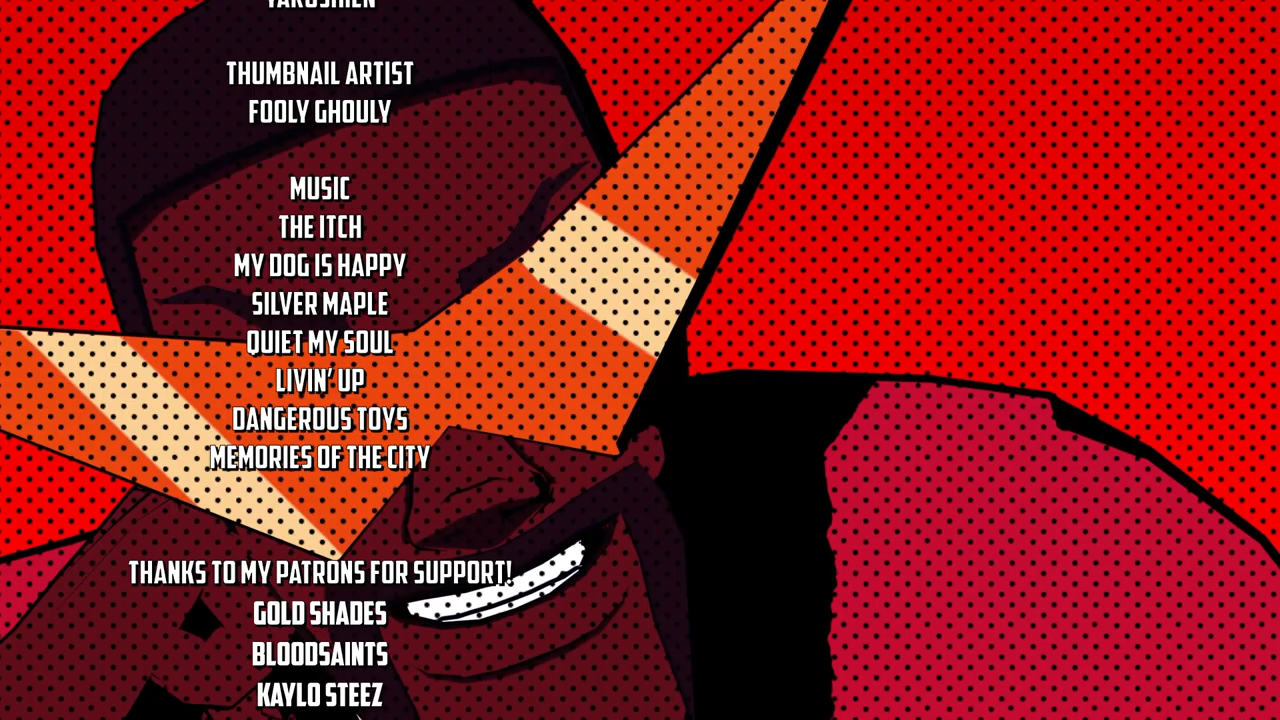 YAKUSHIEN
THUMBNAIL ARTIST
FOOLY GHOULY
MUSIC
THE ITCH
MY DOG IS HAPPY
SILVER MAPLE
QUIET MY SOUL
LIVIN' UP
DANGEROUS TOYS
MEMORIES OF THE CITY
THANKS TO MY PATRONS FOR SUPPORT!
GOLD SHADES
BLOODSAINTS
KAYLO STEEZ